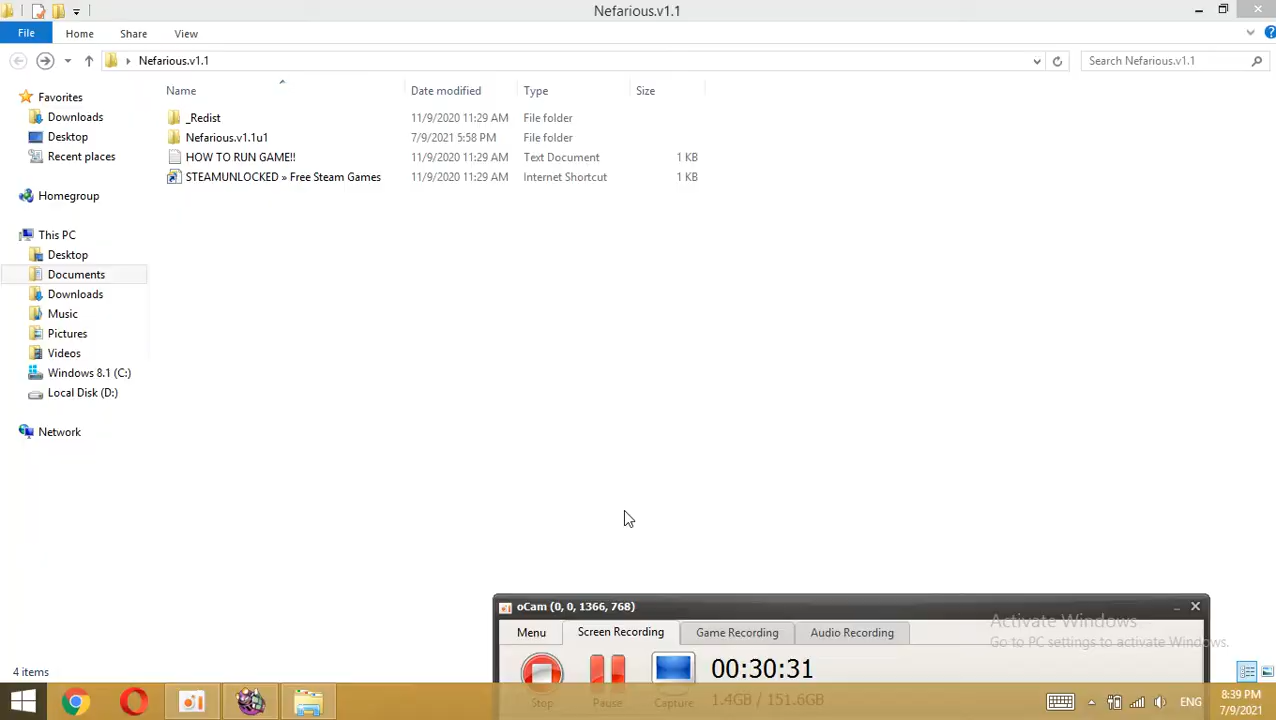 Nefarious.v1.1
File Home Share View
Nefarious.v1.1
Search Nefarious.v1.1
Name Date modified Type Size
Favorites
Downloads
Desktop
Recent places
Homegroup
This PC
Desktop
Documents
Downloads
Music
Pictures
Videos
Windows 8.1 (C:)
Local Disk (D:)
Network
_Redist 11/9/2020 11:29 AM File folder
Nefarious.v1.1u1 7/9/2021 5:58 PM File folder
HOW TO RUN GAME!! 11/9/2020 11:29 AM Text Document 1 KB
STEAMUNLOCKED » Free Steam Games 11/9/2020 11:29 AM Internet Shortcut 1 KB
oCam (0, 0, 1366, 768)
Menu Screen Recording Game Recording Audio Recording
00:30:31
Stop Pause Capture 1.4GB / 151.6GB
Activate Windows
Go to PC settings to activate Windows.
4 items
ENG
8:39 PM
7/9/2021